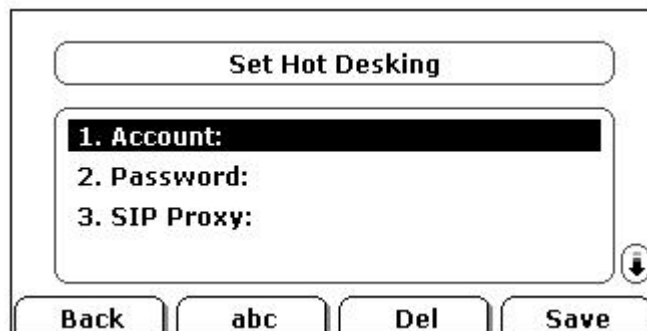 Set Hot Desking
1. Account:
2. Password:
3. SIP Proxy:
Back abc Del Save